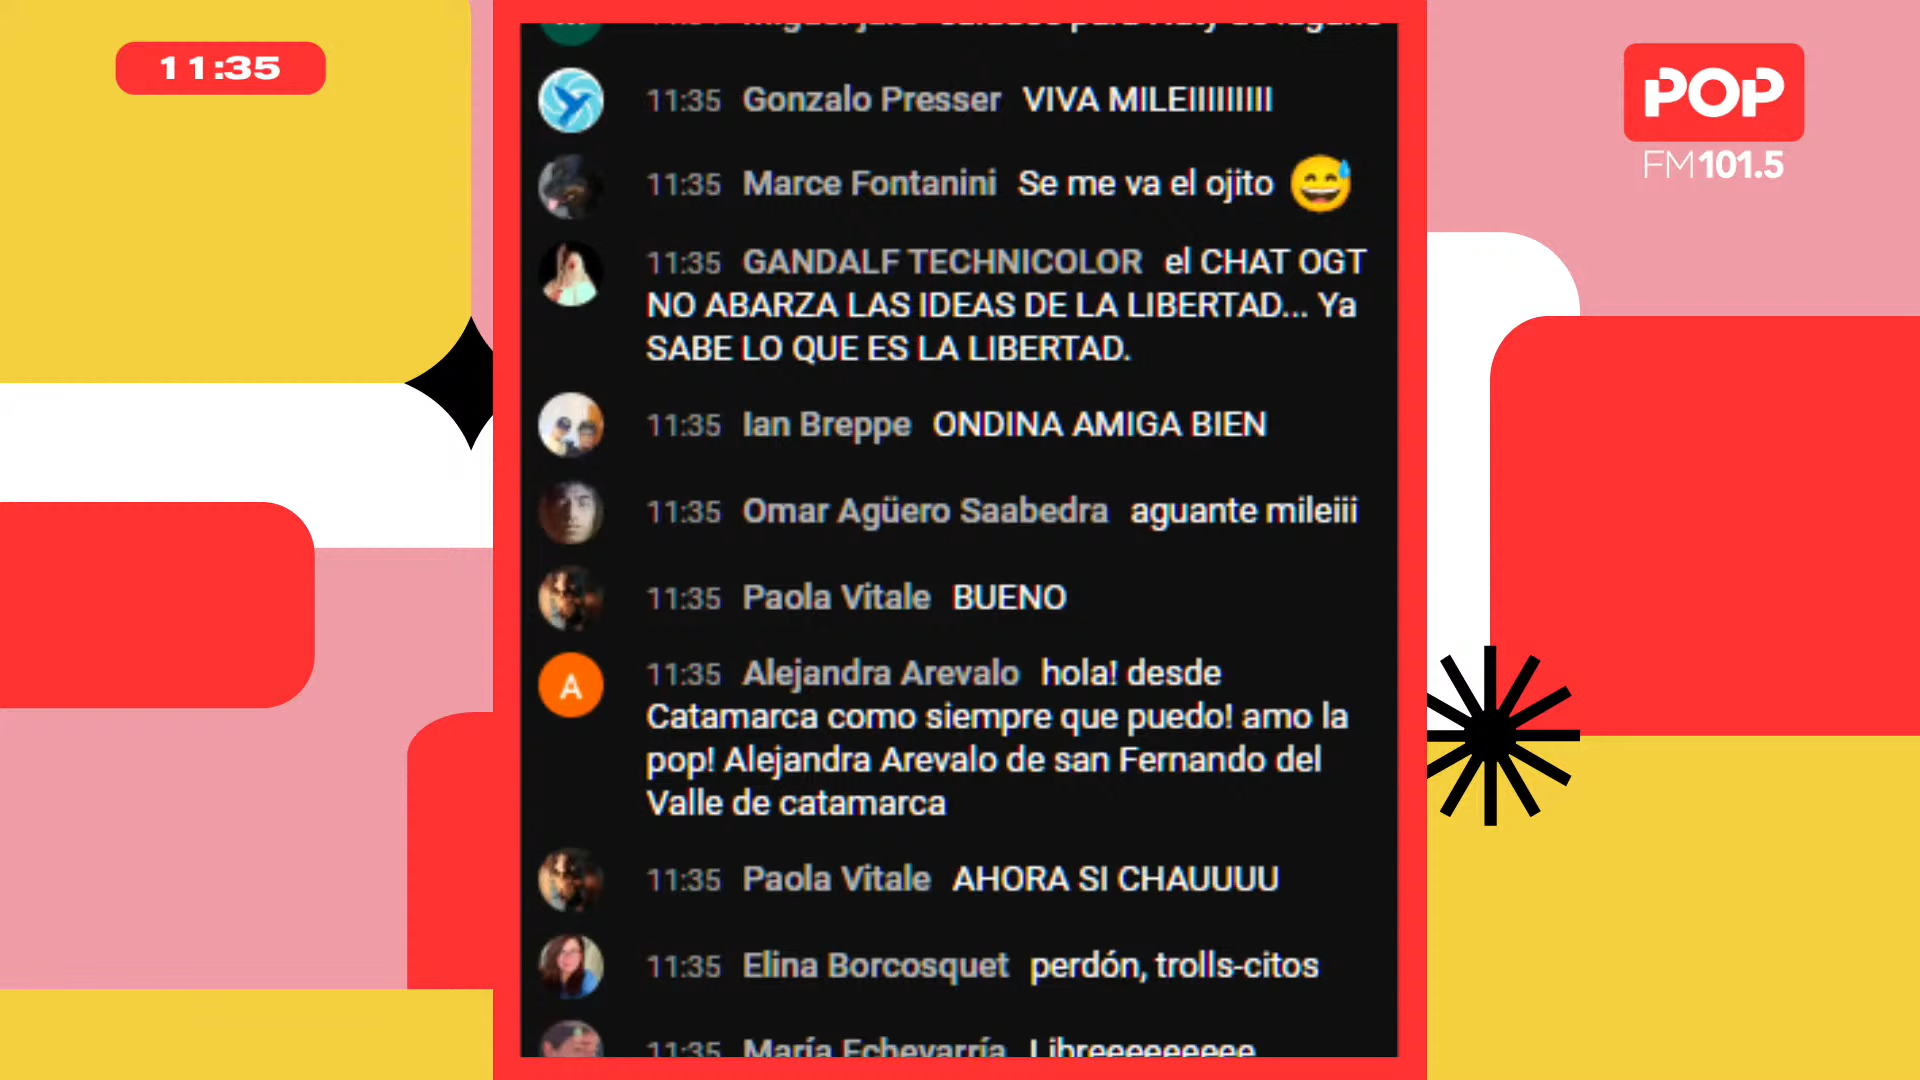 11:35
POP
FM101.5
11:35 Gonzalo Presser VIVA MILEIIIIIIIII
11:35 Marce Fontanini Se me va el ojito 😅
11:35 GANDALF TECHNICOLOR el CHAT OGT
NO ABARZA LAS IDEAS DE LA LIBERTAD... Ya
SABE LO QUE ES LA LIBERTAD.
11:35 Ian Breppe ONDINA AMIGA BIEN
11:35 Omar Agüero Saabedra aguante mileiii
11:35 Paola Vitale BUENO
A
11:35 Alejandra Arevalo hola! desde
Catamarca como siempre que puedo! amo la
pop! Alejandra Arevalo de san Fernando del
Valle de catamarca
11:35 Paola Vitale AHORA SI CHAUUUU
11:35 Elina Borcosquet perdón, trolls-citos
11:35 María Echevarría Libreeeeeeeeee